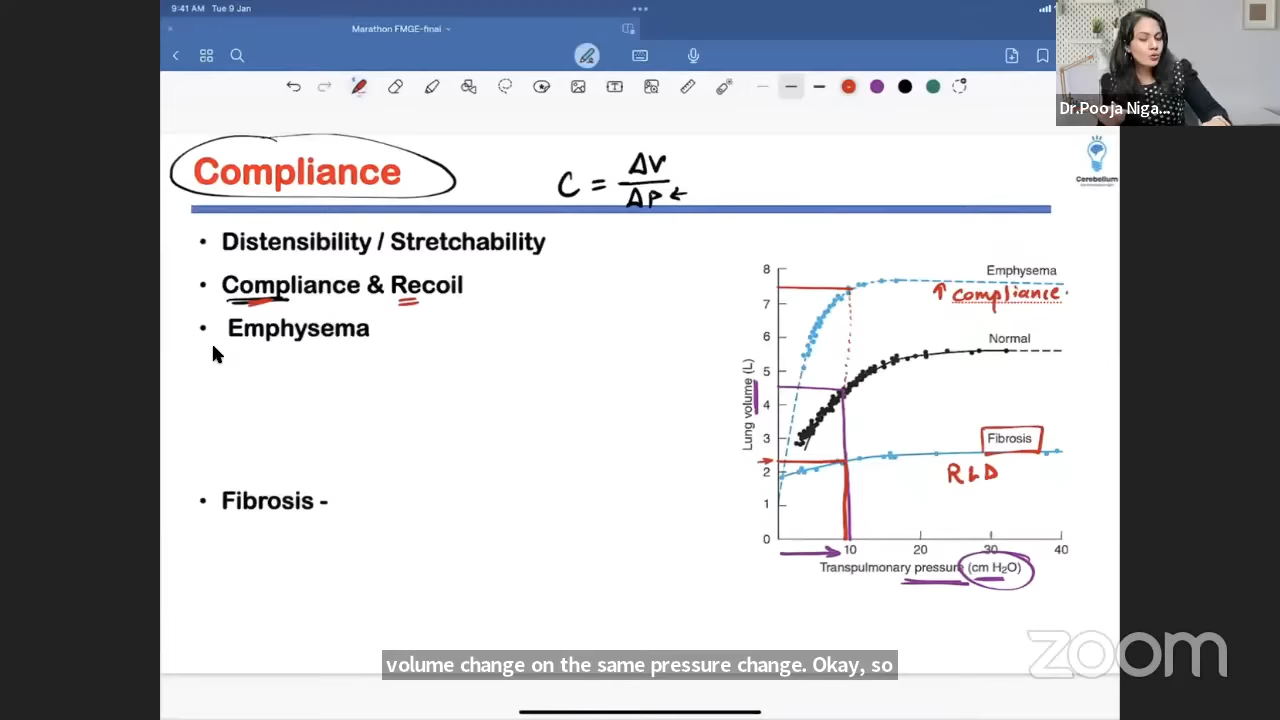 9:41 AM Tue 9 Jan
Marathon FMGE-final
Dr.Pooja Niga...
Cerebellum
Compliance
C = ΔV / ΔP ←
• Distensibility / Stretchability
• Compliance & Recoil
• Emphysema
• Fibrosis -
8
7
6
5
4
3
2
1
0
Lung volume (L)
Emphysema
↑ compliance
Normal
Fibrosis
RLD
10
20
30
40
Transpulmonary pressure (cm H₂O)
volume change on the same pressure change. Okay, so
zoom